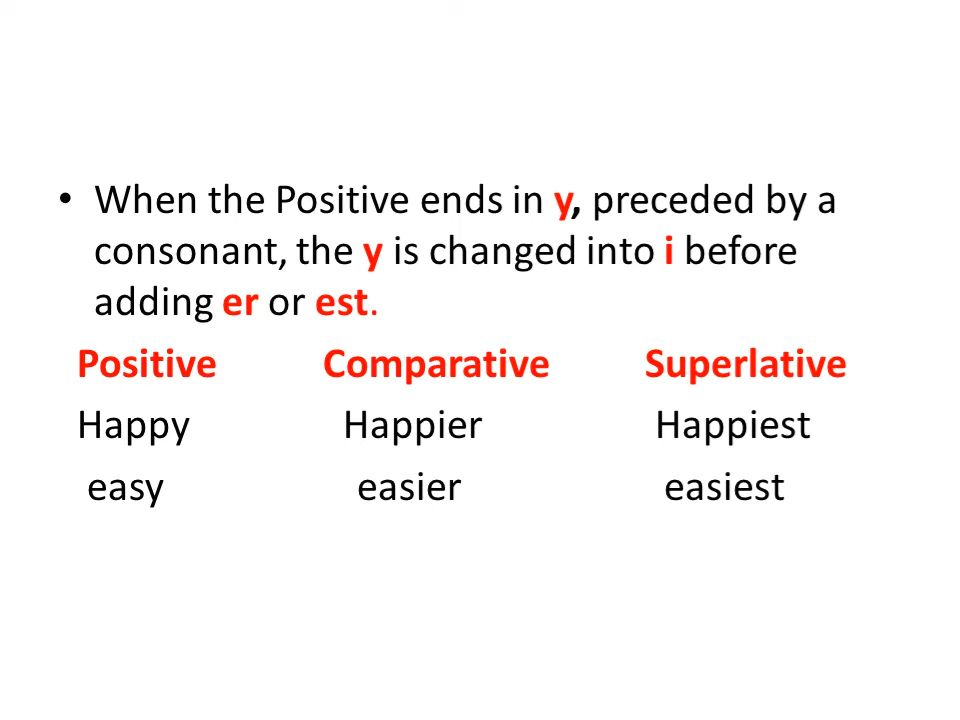 • When the Positive ends in y, preceded by a
consonant, the y is changed into i before
adding er or est.
Positive Comparative Superlative
Happy Happier Happiest
easy easier easiest